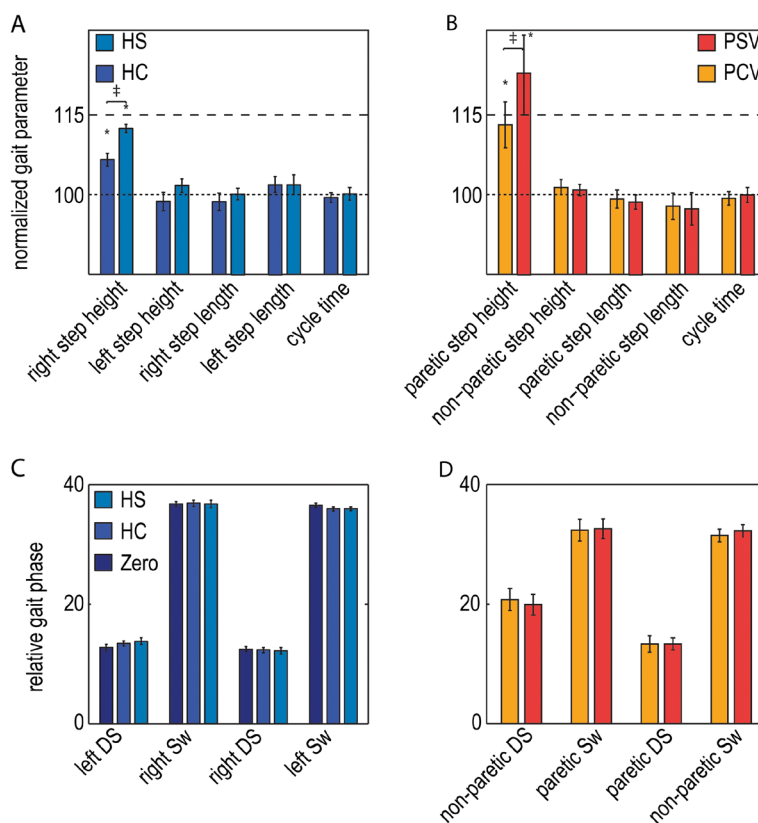 A
HS
HC
normalized gait parameter
115
100
‡
*
*
right step height
left step height
right step length
left step length
cycle time
B
PSV
PCV
115
100
‡
*
*
paretic step height
non-paretic step height
paretic step length
non-paretic step length
cycle time
C
HS
HC
Zero
relative gait phase
40
20
0
left DS
right Sw
right DS
left Sw
D
40
20
0
non-paretic DS
paretic Sw
paretic DS
non-paretic Sw